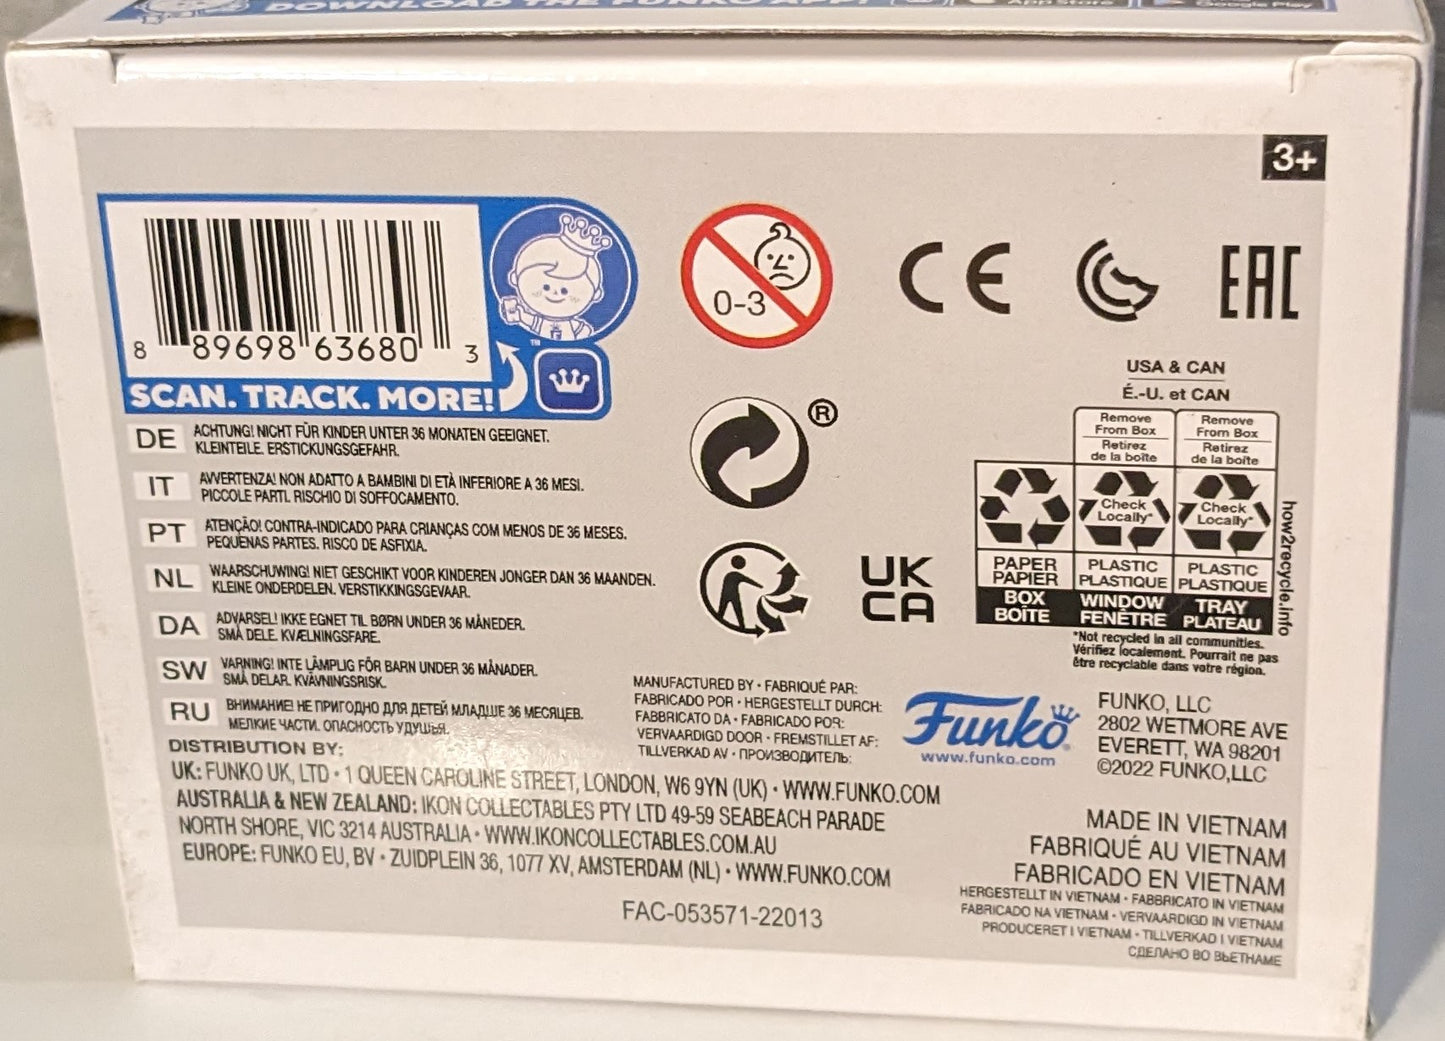 DOWNLOAD THE FUNKO APP!
App Store
Google Play
3+
8 89698 63680 3
SCAN. TRACK. MORE!
TM
0-3
CE
EAC
DE
ACHTUNG! NICHT FÜR KINDER UNTER 36 MONATEN GEEIGNET.
KLEINTEILE. ERSTICKUNGSGEFAHR.
IT
AVVERTENZA! NON ADATTO A BAMBINI DI ETÀ INFERIORE A 36 MESI.
PICCOLE PARTI. RISCHIO DI SOFFOCAMENTO.
PT
ATENÇÃO! CONTRA-INDICADO PARA CRIANÇAS COM MENOS DE 36 MESES.
PEQUENAS PARTES. RISCO DE ASFIXIA.
NL
WAARSCHUWING! NIET GESCHIKT VOOR KINDEREN JONGER DAN 36 MAANDEN.
KLEINE ONDERDELEN. VERSTIKKINGSGEVAAR.
DA
ADVARSEL! IKKE EGNET TIL BØRN UNDER 36 MÅNEDER.
SMÅ DELE. KVÆLNINGSFARE.
SW
VARNING! INTE LÄMPLIG FÖR BARN UNDER 36 MÅNADER.
SMÅ DELAR. KVÄVNINGSRISK.
RU
ВНИМАНИЕ! НЕ ПРИГОДНО ДЛЯ ДЕТЕЙ МЛАДШЕ 36 МЕСЯЦЕВ.
МЕЛКИЕ ЧАСТИ. ОПАСНОСТЬ УДУШЬЯ.
®
UK
CA
USA & CAN
É.-U. et CAN
Remove
From Box
Retirez
de la boîte
Remove
From Box
Retirez
de la boîte
Check
Locally*
Check
Locally*
PAPER
PAPIER
PLASTIC
PLASTIQUE
PLASTIC
PLASTIQUE
BOX
BOÎTE
WINDOW
FENÊTRE
TRAY
PLATEAU
how2recycle.info
*Not recycled in all communities.
Vérifiez localement. Pourrait ne pas
être recyclable dans votre région.
MANUFACTURED BY • FABRIQUÉ PAR:
FABRICADO POR • HERGESTELLT DURCH:
FABBRICATO DA • FABRICADO POR:
VERVAARDIGD DOOR • FREMSTILLET AF:
TILLVERKAD AV • ПРОИЗВОДИТЕЛЬ:
Funko®
www.funko.com
FUNKO, LLC
2802 WETMORE AVE
EVERETT, WA 98201
©2022 FUNKO,LLC
DISTRIBUTION BY:
UK: FUNKO UK, LTD • 1 QUEEN CAROLINE STREET, LONDON, W6 9YN (UK) • WWW.FUNKO.COM
AUSTRALIA & NEW ZEALAND: IKON COLLECTABLES PTY LTD 49-59 SEABEACH PARADE
NORTH SHORE, VIC 3214 AUSTRALIA • WWW.IKONCOLLECTABLES.COM.AU
EUROPE: FUNKO EU, BV • ZUIDPLEIN 36, 1077 XV, AMSTERDAM (NL) • WWW.FUNKO.COM
FAC-053571-22013
MADE IN VIETNAM
FABRIQUÉ AU VIETNAM
FABRICADO EN VIETNAM
HERGESTELLT IN VIETNAM • FABBRICATO IN VIETNAM
FABRICADO NA VIETNAM • VERVAARDIGD IN VIETNAM
PRODUCERET I VIETNAM • TILLVERKAD I VIETNAM
СДЕЛАНО ВО ВЬЕТНАМЕ